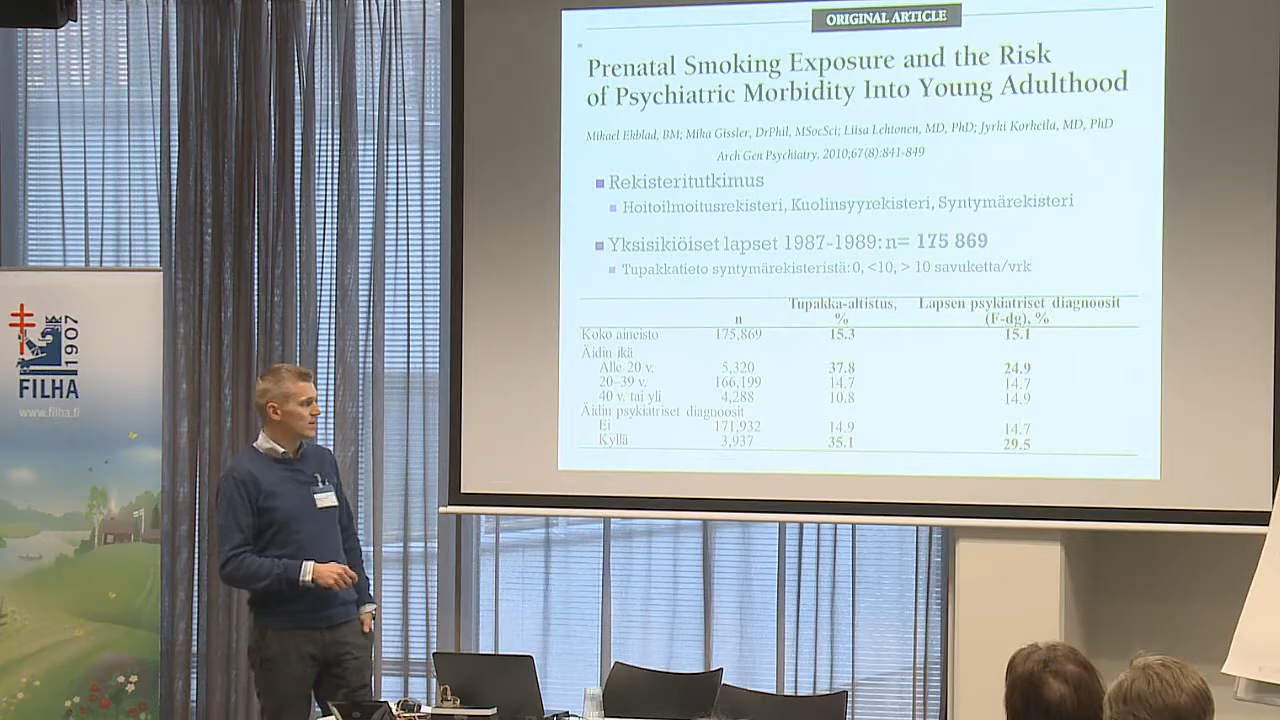 ORIGINAL ARTICLE
Prenatal Smoking Exposure and the Risk
of Psychiatric Morbidity Into Young Adulthood
Mikael Ekblad, BM; Mika Gissler, DrPhil, MSocSci; Liisa Lehtonen, MD, PhD; Jyrki Korkeila, MD, PhD
Arch Gen Psychiatry. 2010;67(8):841-849
Rekisteritutkimus
Hoitoilmoitusrekisteri, Kuolinsyyrekisteri, Syntymärekisteri
Yksisikiöiset lapset 1987-1989: n= 175 869
Tupakkatieto syntymärekisteristä: 0, <10, > 10 savuketta/vrk
Tupakka-altistus, Lapsen psykiatriset diagnoosit
n % (F-dg), %
Koko aineisto 175,869 15.3 15.1
Äidin ikä
Alle 20 v. 37.8 24.9
20-39 v. 166,199 14.7
40 v. tai yli 4,288 10.8 14.9
Äidin psykiatriset diagnoosit
Ei 171,932 14.9 14.7
Kyllä 3,937 35.1 29.5
1907
FILHA
www.filha.fi